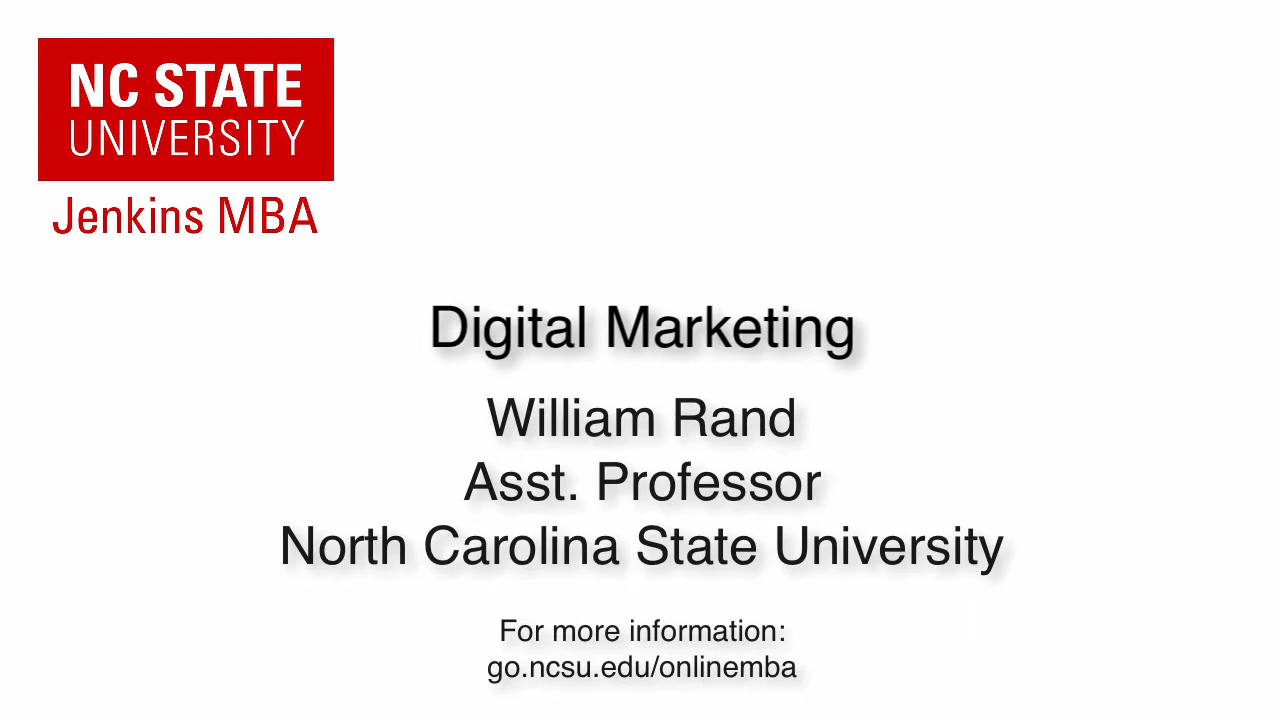 NC STATE
UNIVERSITY
Jenkins MBA
Digital Marketing
William Rand
Asst. Professor
North Carolina State University
For more information:
go.ncsu.edu/onlinemba